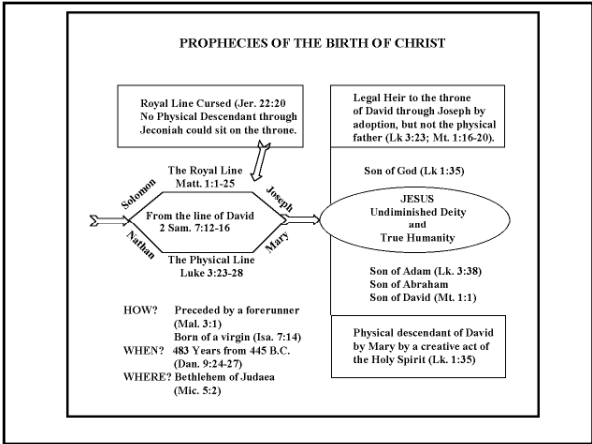 PROPHECIES OF THE BIRTH OF CHRIST
Royal Line Cursed (Jer. 22:20
No Physical Descendant through
Jeconiah could sit on the throne.
Legal Heir to the throne
of David through Joseph by
adoption, but not the physical
father (Lk 3:23; Mt. 1:16-20).
The Royal Line
Matt. 1:1-25
Solomon
Joseph
From the line of David
2 Sam. 7:12-16
Nathan
Mary
The Physical Line
Luke 3:23-28
Son of God (Lk 1:35)
JESUS
Undiminished Deity
and
True Humanity
Son of Adam (Lk. 3:38)
Son of Abraham
Son of David (Mt. 1:1)
HOW? Preceded by a forerunner
(Mal. 3:1)
Born of a virgin (Isa. 7:14)
WHEN? 483 Years from 445 B.C.
(Dan. 9:24-27)
WHERE? Bethlehem of Judaea
(Mic. 5:2)
Physical descendant of David
by Mary by a creative act of
the Holy Spirit (Lk. 1:35)